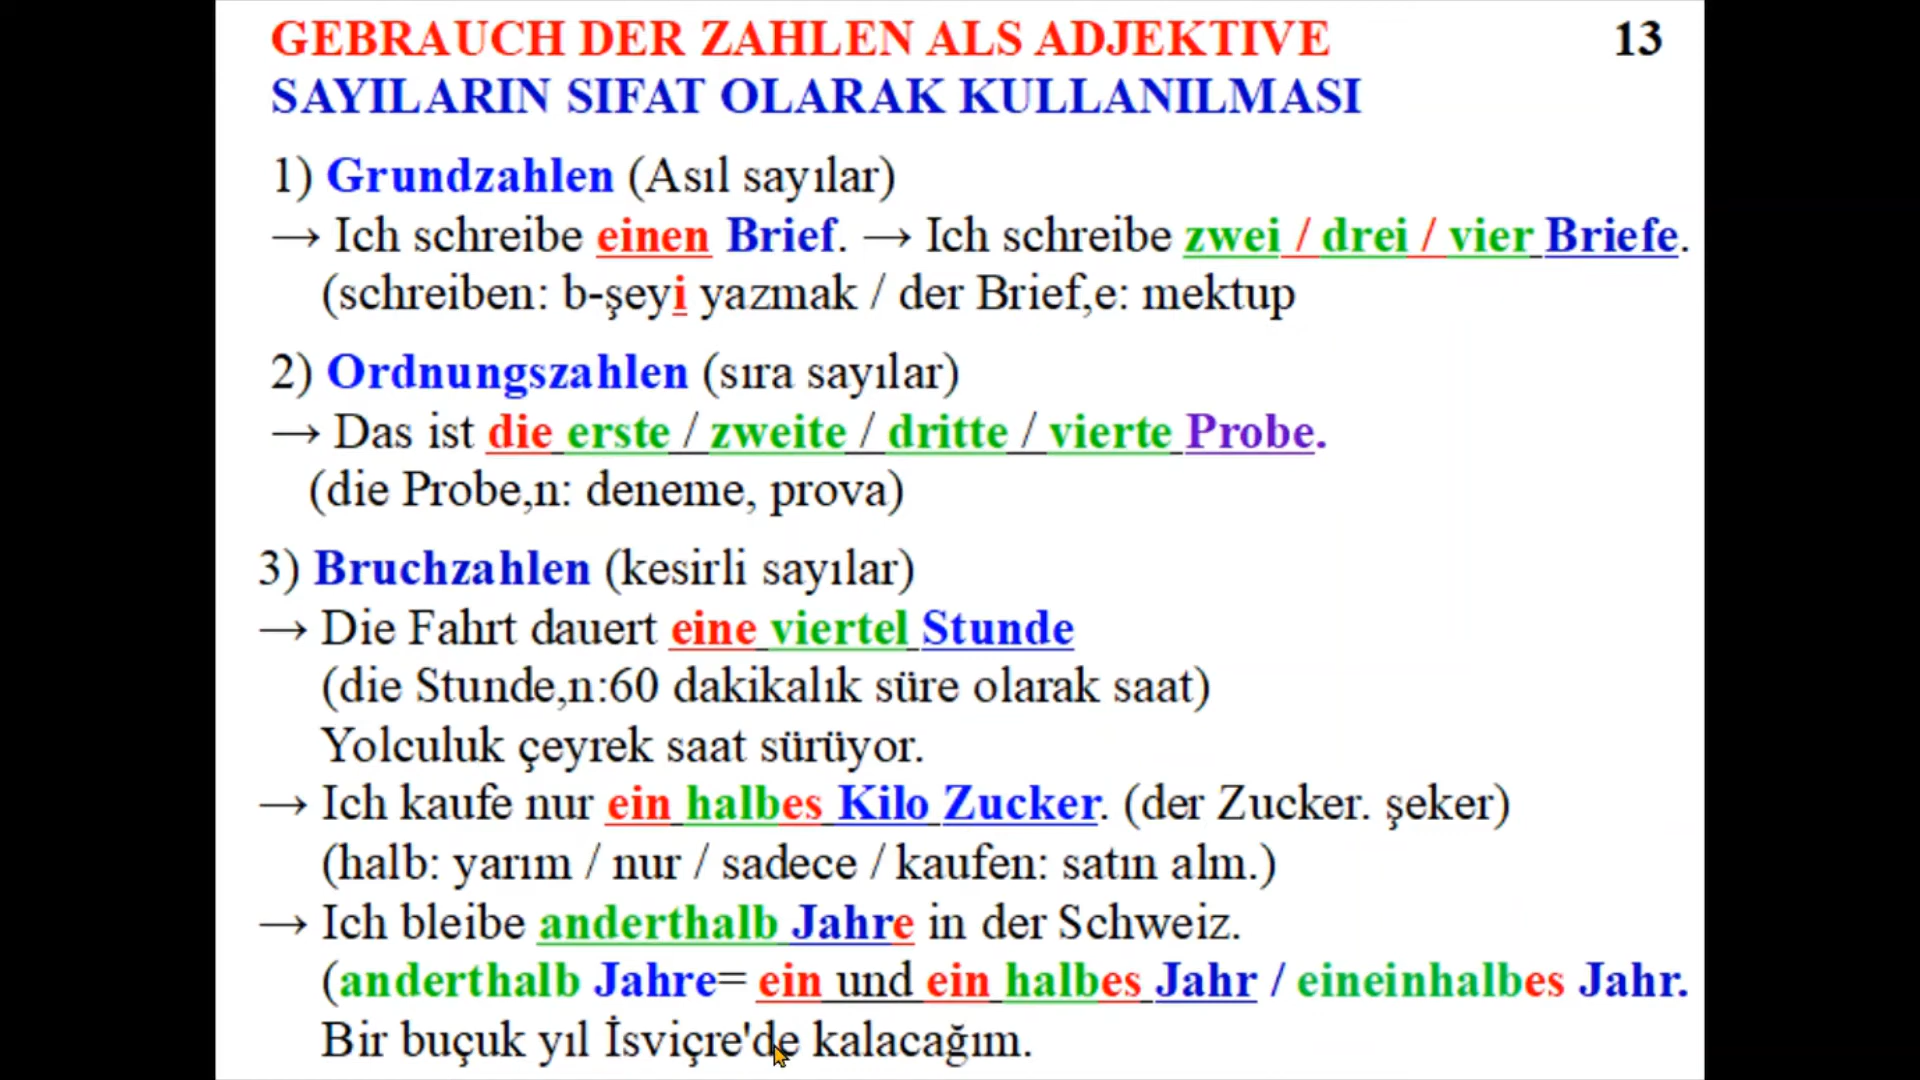 GEBRAUCH DER ZAHLEN ALS ADJEKTIVE 13
SAYILARIN SIFAT OLARAK KULLANILMASI
1) Grundzahlen (Asıl sayılar)
→ Ich schreibe einen Brief. → Ich schreibe zwei / drei / vier Briefe.
(schreiben: b-şeyi yazmak / der Brief,e: mektup
2) Ordnungszahlen (sıra sayılar)
→ Das ist die erste / zweite / dritte / vierte Probe.
(die Probe,n: deneme, prova)
3) Bruchzahlen (kesirli sayılar)
→ Die Fahrt dauert eine viertel Stunde
(die Stunde,n:60 dakikalık süre olarak saat)
Yolculuk çeyrek saat sürüyor.
→ Ich kaufe nur ein halbes Kilo Zucker. (der Zucker. şeker)
(halb: yarım / nur / sadece / kaufen: satın alm.)
→ Ich bleibe anderthalb Jahre in der Schweiz.
(anderthalb Jahre= ein und ein halbes Jahr / eineinhalbes Jahr.
Bir buçuk yıl İsviçre'de kalacağım.